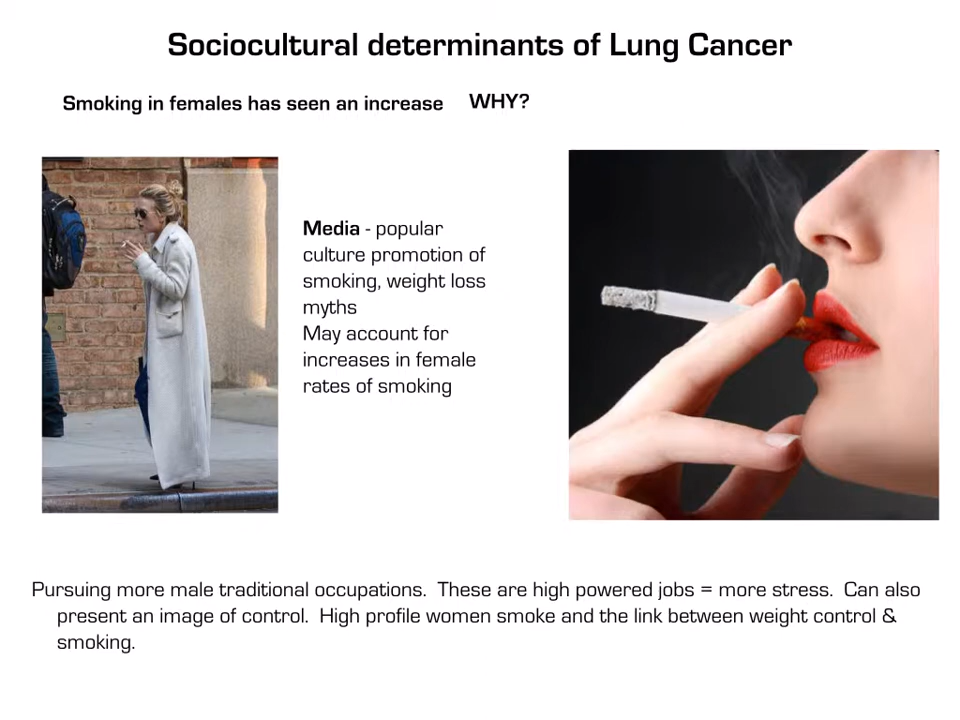 Sociocultural determinants of Lung Cancer
Smoking in females has seen an increase WHY?
Media - popular
culture promotion of
smoking, weight loss
myths
May account for
increases in female
rates of smoking
Pursuing more male traditional occupations. These are high powered jobs = more stress. Can also
present an image of control. High profile women smoke and the link between weight control &
smoking.